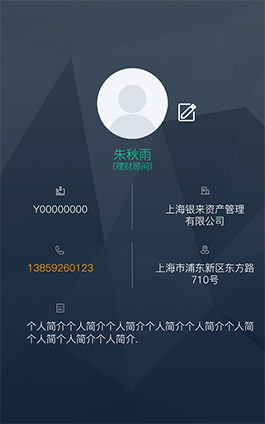 朱秋雨
(理财顾问)
Y00000000
上海银来资产管理
有限公司
13859260123
上海市浦东新区东方路
710号
个人简介个人简介个人简介个人简介个人简介个人简
个人简个人简介个人简介.